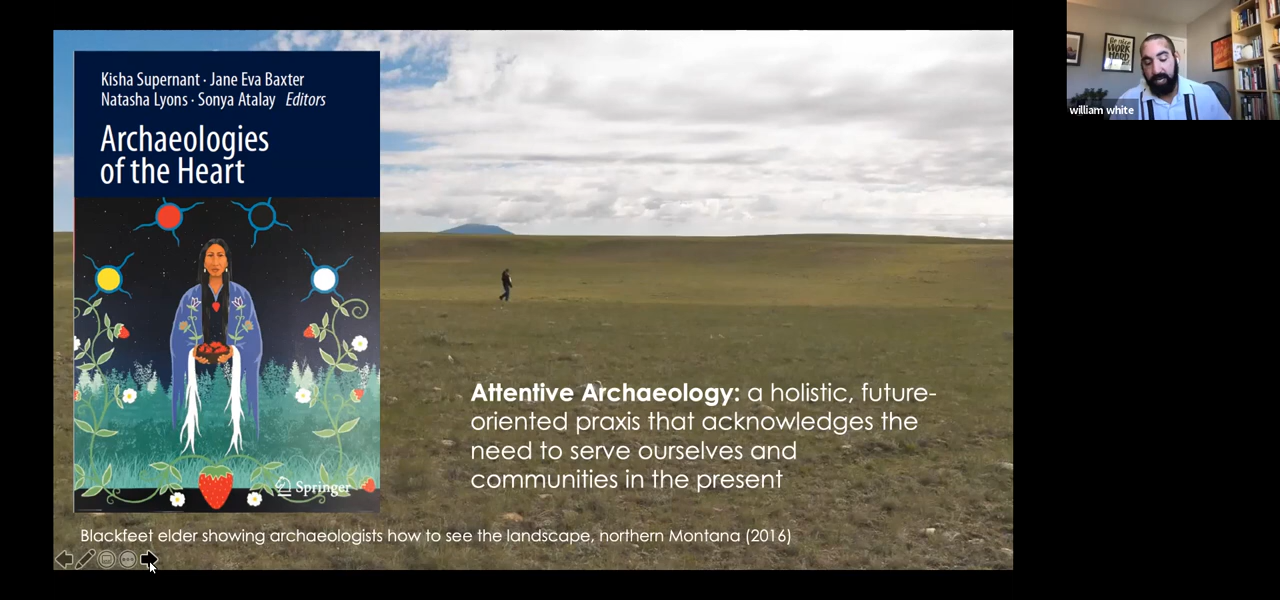 Kisha Supernant · Jane Eva Baxter
Natasha Lyons · Sonya Atalay Editors
Archaeologies
of the Heart
Springer
Attentive Archaeology: a holistic, future-
oriented praxis that acknowledges the
need to serve ourselves and
communities in the present
Blackfeet elder showing archaeologists how to see the landscape, northern Montana (2016)
WORK
HARD
william white